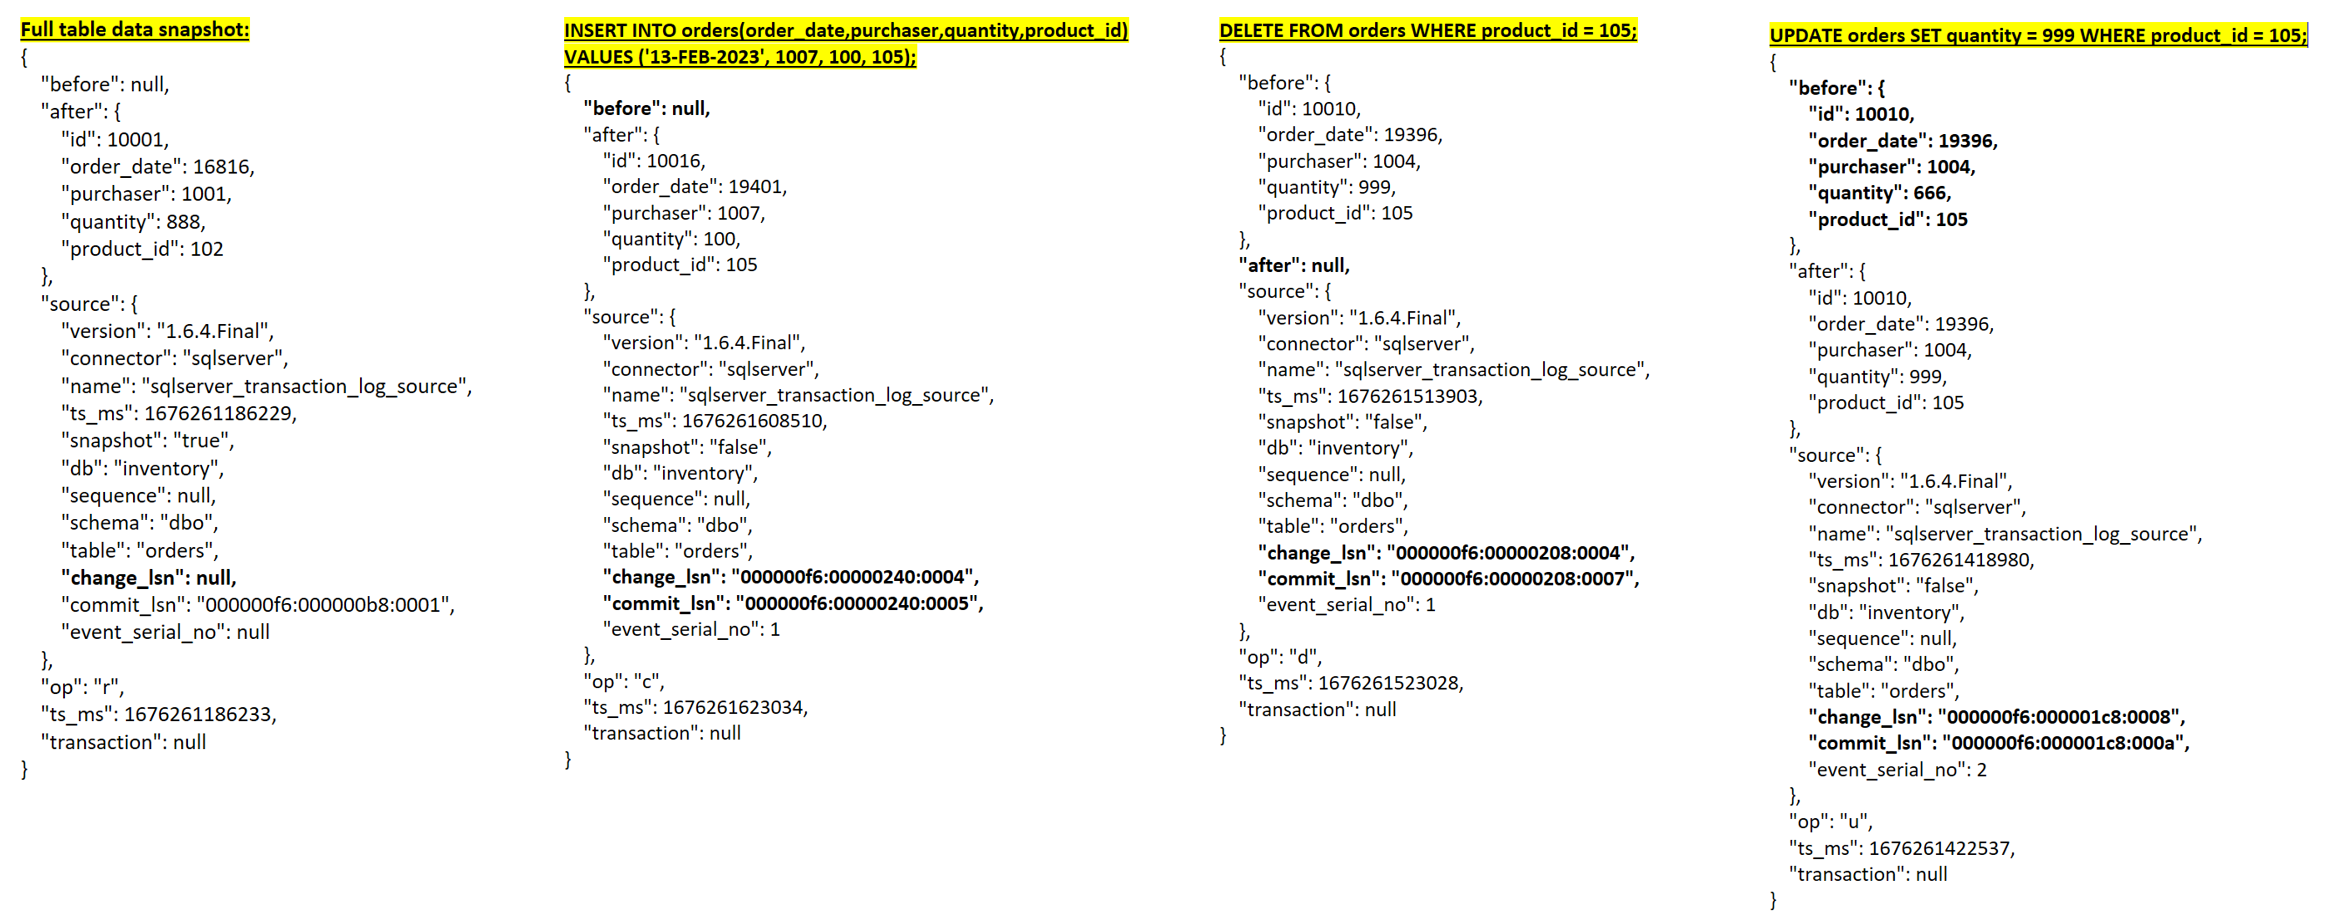 Full table data snapshot:
{
"before": null,
"after": {
"id": 10001,
"order_date": 16816,
"purchaser": 1001,
"quantity": 888,
"product_id": 102
},
"source": {
"version": "1.6.4.Final",
"connector": "sqlserver",
"name": "sqlserver_transaction_log_source",
"ts_ms": 1676261186229,
"snapshot": "true",
"db": "inventory",
"sequence": null,
"schema": "dbo",
"table": "orders",
"change_lsn": null,
"commit_lsn": "000000f6:000000b8:0001",
"event_serial_no": null
},
"op": "r",
"ts_ms": 1676261186233,
"transaction": null
}
INSERT INTO orders(order_date,purchaser,quantity,product_id)
VALUES ('13-FEB-2023', 1007, 100, 105);
{
"before": null,
"after": {
"id": 10016,
"order_date": 19401,
"purchaser": 1007,
"quantity": 100,
"product_id": 105
},
"source": {
"version": "1.6.4.Final",
"connector": "sqlserver",
"name": "sqlserver_transaction_log_source",
"ts_ms": 1676261608510,
"snapshot": "false",
"db": "inventory",
"sequence": null,
"schema": "dbo",
"table": "orders",
"change_lsn": "000000f6:00000240:0004",
"commit_lsn": "000000f6:00000240:0005",
"event_serial_no": 1
},
"op": "c",
"ts_ms": 1676261623034,
"transaction": null
}
DELETE FROM orders WHERE product_id = 105;
{
"before": {
"id": 10010,
"order_date": 19396,
"purchaser": 1004,
"quantity": 999,
"product_id": 105
},
"after": null,
"source": {
"version": "1.6.4.Final",
"connector": "sqlserver",
"name": "sqlserver_transaction_log_source",
"ts_ms": 1676261513903,
"snapshot": "false",
"db": "inventory",
"sequence": null,
"schema": "dbo",
"table": "orders",
"change_lsn": "000000f6:00000208:0004",
"commit_lsn": "000000f6:00000208:0007",
"event_serial_no": 1
},
"op": "d",
"ts_ms": 1676261523028,
"transaction": null
}
UPDATE orders SET quantity = 999 WHERE product_id = 105;
{
"before": {
"id": 10010,
"order_date": 19396,
"purchaser": 1004,
"quantity": 666,
"product_id": 105
},
"after": {
"id": 10010,
"order_date": 19396,
"purchaser": 1004,
"quantity": 999,
"product_id": 105
},
"source": {
"version": "1.6.4.Final",
"connector": "sqlserver",
"name": "sqlserver_transaction_log_source",
"ts_ms": 1676261418980,
"snapshot": "false",
"db": "inventory",
"sequence": null,
"schema": "dbo",
"table": "orders",
"change_lsn": "000000f6:000001c8:0008",
"commit_lsn": "000000f6:000001c8:000a",
"event_serial_no": 2
},
"op": "u",
"ts_ms": 1676261422537,
"transaction": null
}